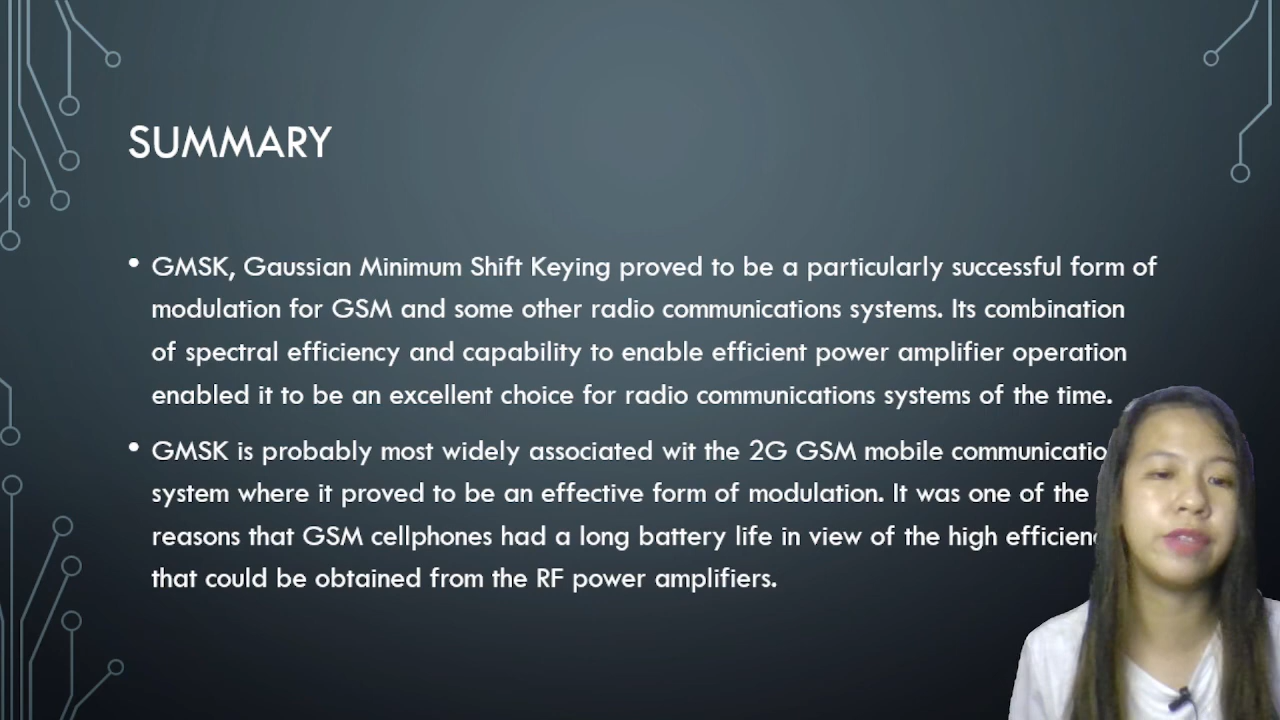 SUMMARY
• GMSK, Gaussian Minimum Shift Keying proved to be a particularly successful form of
modulation for GSM and some other radio communications systems. Its combination
of spectral efficiency and capability to enable efficient power amplifier operation
enabled it to be an excellent choice for radio communications systems of the time.
• GMSK is probably most widely associated wit the 2G GSM mobile
system where it proved to be an effective form of modulation. It was one of the
reasons that GSM cellphones had a long battery life in view of the high
that could be obtained from the RF power amplifiers.